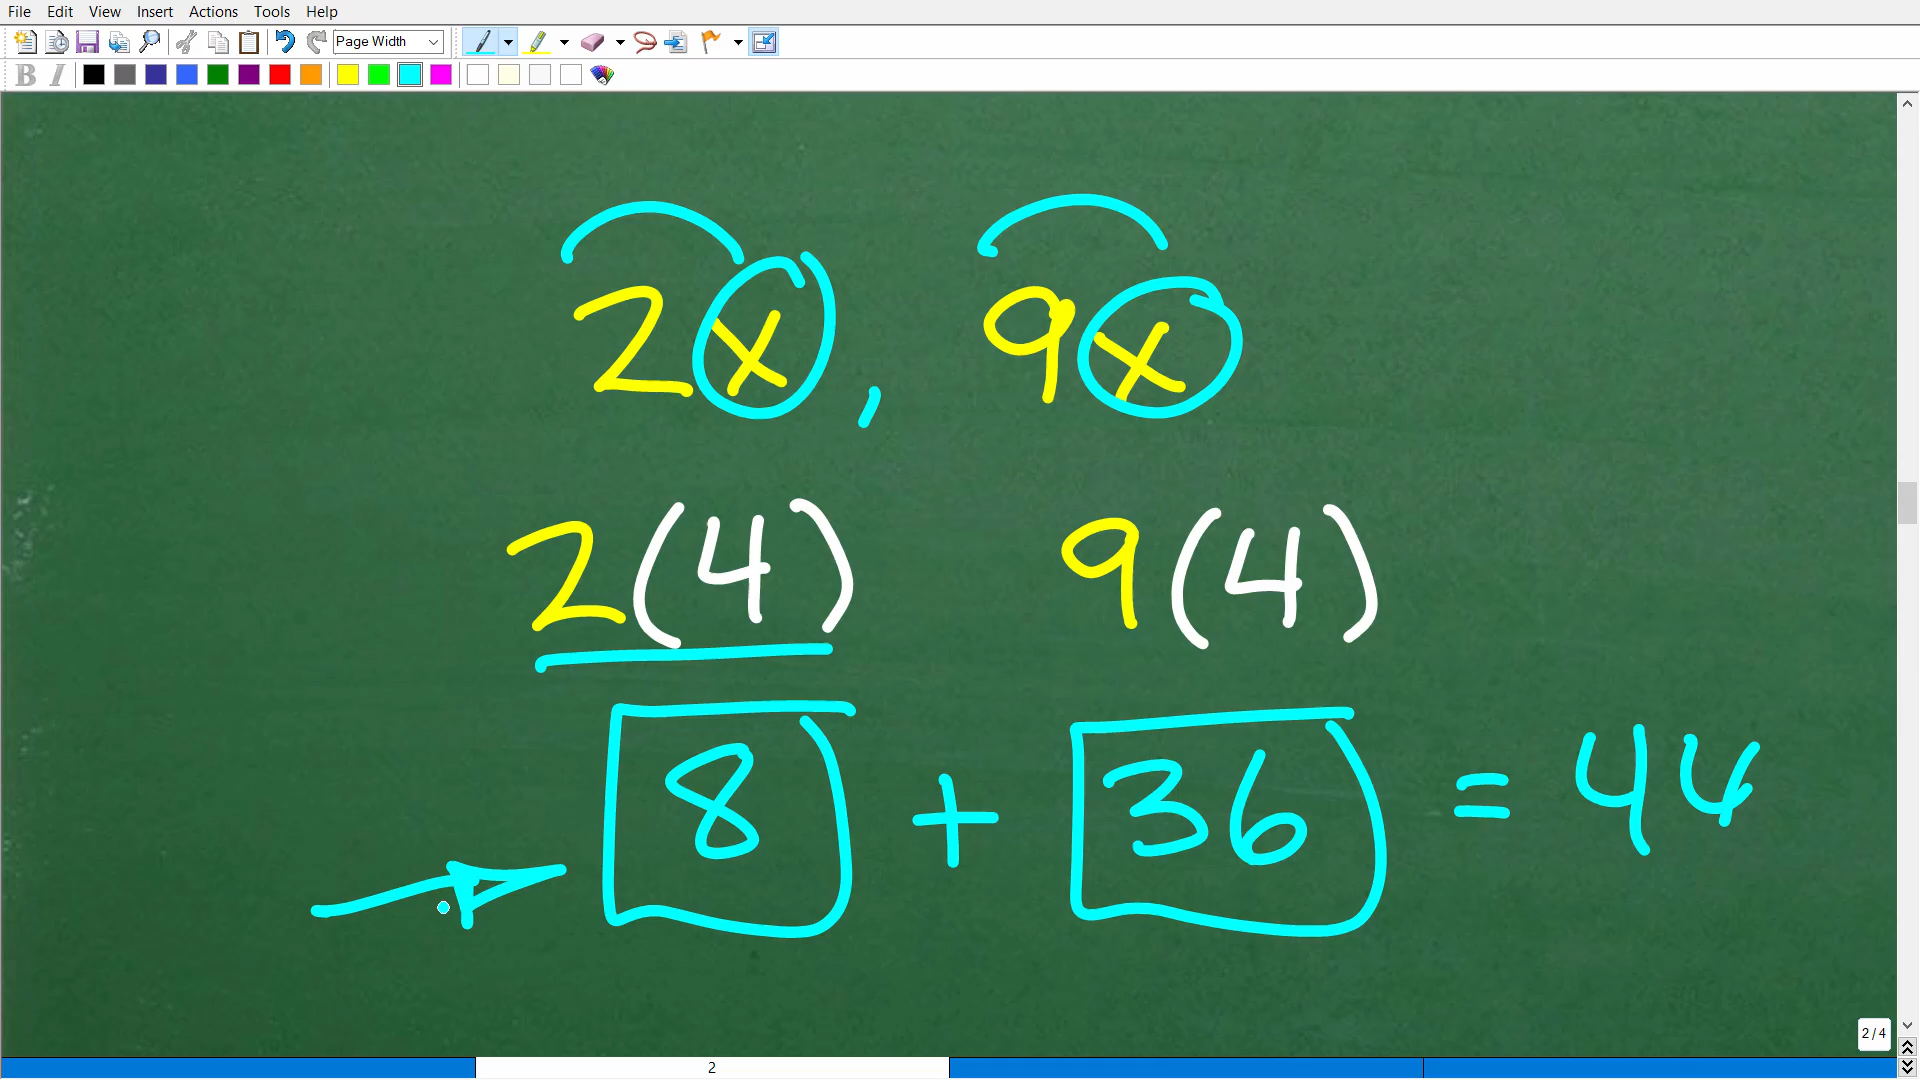 File Edit View Insert Actions Tools Help
Page Width
B I
2x, 9x
2(4) 9(4)
8 + 36 = 44
2 / 4
2